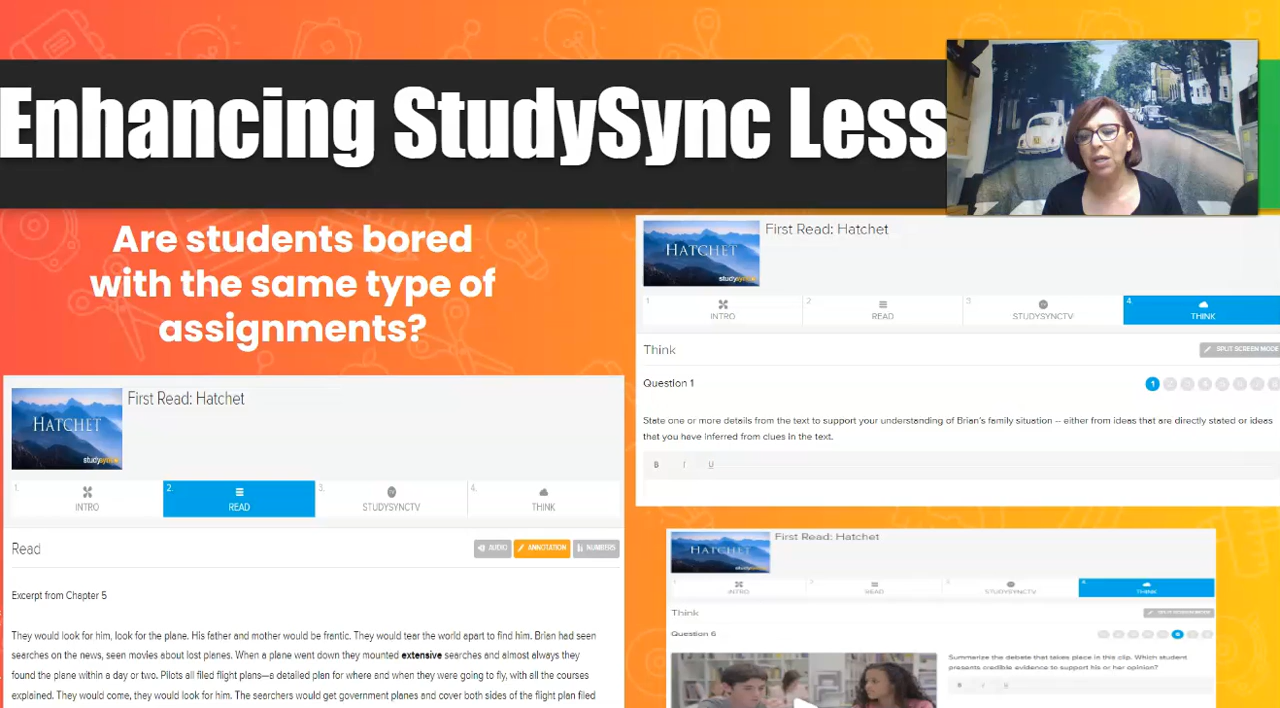 Enhancing StudySync Less
Are students bored
with the same type of
assignments?
HATCHET
studysync
First Read: Hatchet
1 INTRO
2 READ
3 STUDYSYNCTV
4. THINK
Think
SPLIT SCREEN MODE
Question 1
1
State one or more details from the text to support your understanding of Brian's family situation -- either from ideas that are directly stated or ideas
that you have inferred from clues in the text.
B I U
HATCHET
studysync
First Read: Hatchet
1. INTRO
2. READ
3. STUDYSYNCTV
4. THINK
Read
AUDIO
ANNOTATION
NUMBERS
Excerpt from Chapter 5
They would look for him, look for the plane. His father and mother would be frantic. They would tear the world apart to find him. Brian had seen
searches on the news, seen movies about lost planes. When a plane went down they mounted extensive searches and almost always they
found the plane within a day or two. Pilots all filed flight plans—a detailed plan for where and when they were going to fly, with all the courses
explained. They would come, they would look for him. The searchers would get government planes and cover both sides of the flight plan filed
HATCHET
First Read: Hatchet
INTRO
READ
STUDYSYNCTV
THINK
Think
Question 6
6
Summarize the debate that takes place in this clip. Which student
presents credible evidence to support his or her opinion?